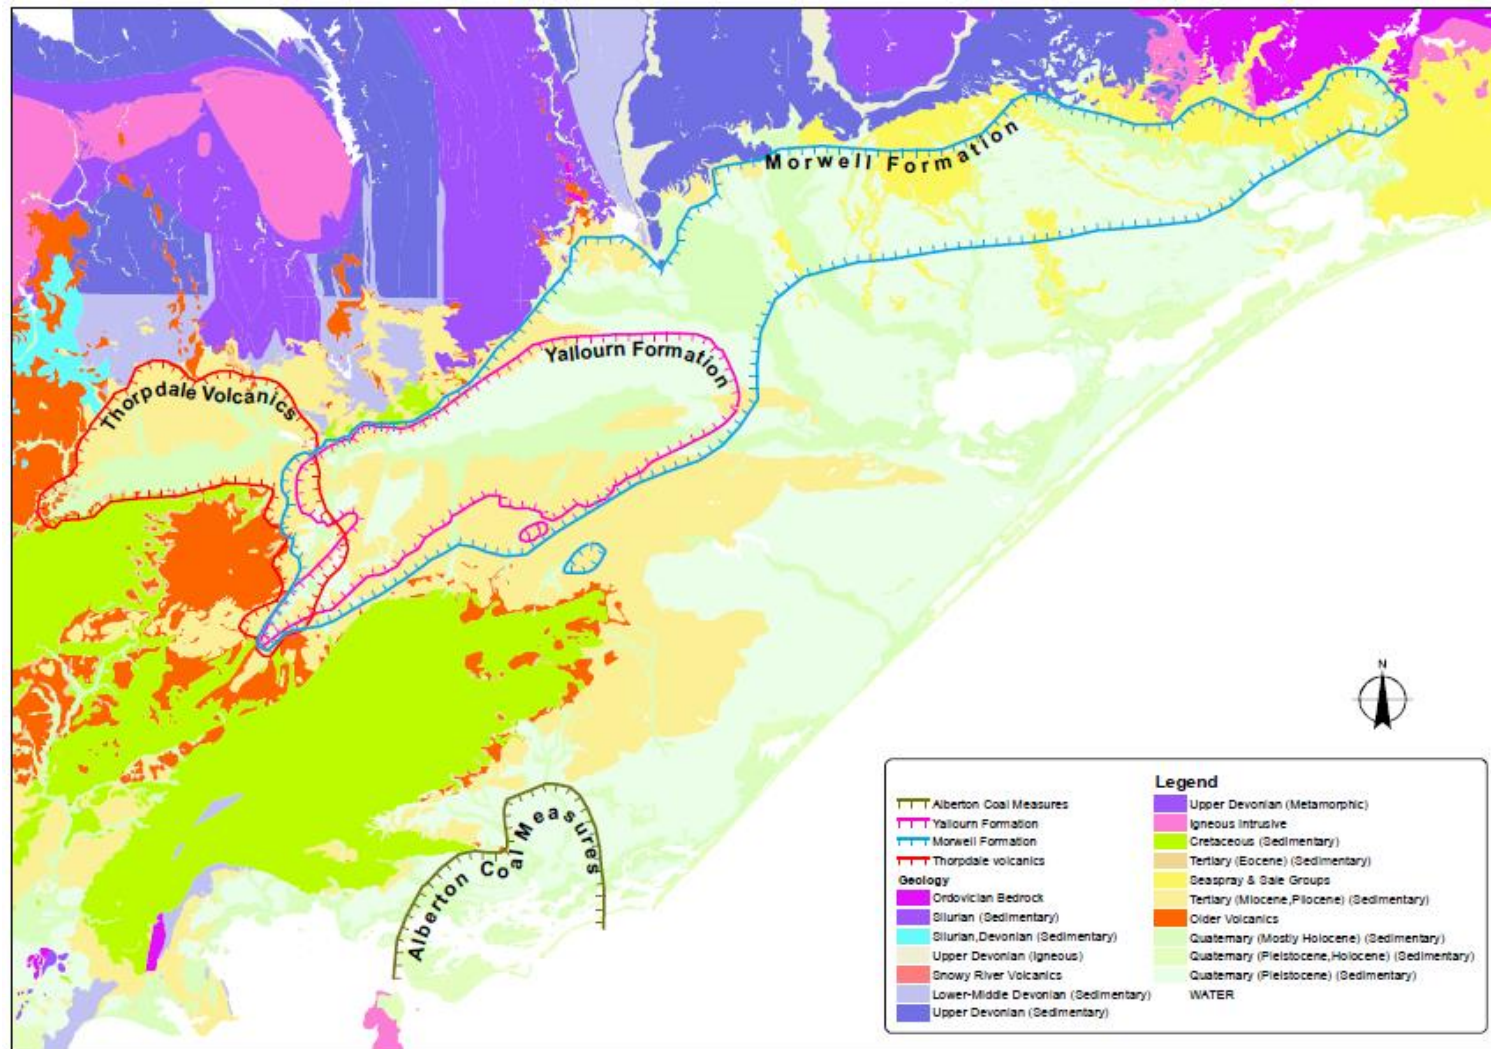 Morwell Formation
Yallourn Formation
Thorpdale Volcanics
Alberton Coal Measures
N
Legend
Alberton Coal Measures
Yallourn Formation
Morwell Formation
Thorpdale volcanics
Geology
Ordovician Bedrock
Silurian (Sedimentary)
Silurian,Devonian (Sedimentary)
Upper Devonian (Igneous)
Snowy River Volcanics
Lower-Middle Devonian (Sedimentary)
Upper Devonian (Sedimentary)
Upper Devonian (Metamorphic)
Igneous Intrusive
Cretaceous (Sedimentary)
Tertiary (Eocene) (Sedimentary)
Seaspray & Sale Groups
Tertiary (Miocene,Pliocene) (Sedimentary)
Older Volcanics
Quaternary (Mostly Holocene) (Sedimentary)
Quaternary (Pleistocene,Holocene) (Sedimentary)
Quaternary (Pleistocene) (Sedimentary)
WATER